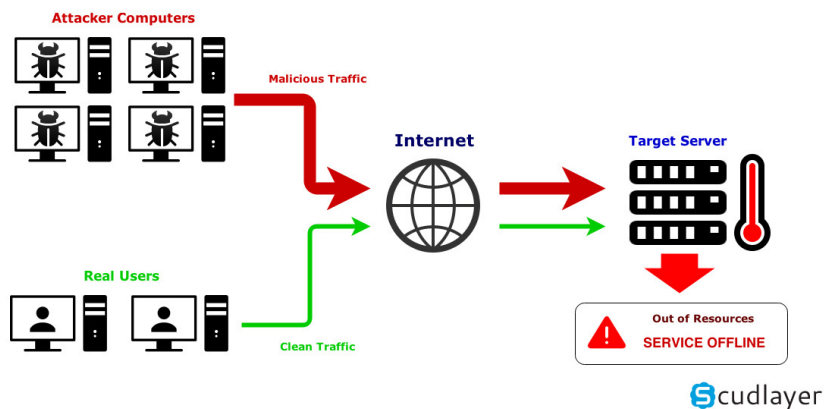 Attacker Computers
Malicious Traffic
Internet
Target Server
Real Users
Clean Traffic
Out of Resources
SERVICE OFFLINE
Scudlayer